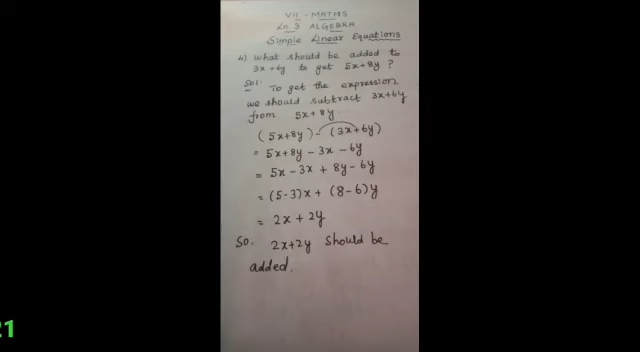 VII - MATHS
Ln. 3 ALGEBRA
Simple Linear Equations
4) What should be added to
3x+6y to get 5x+8y ?
Sol: To get the expression
we should subtract 3x+6y
from 5x+8y.
(5x+8y) - (3x+6y)
= 5x+8y - 3x - 6y
= 5x - 3x + 8y - 6y
= (5-3)x + (8-6)y
= 2x + 2y
So. 2x+2y should be
added.
21